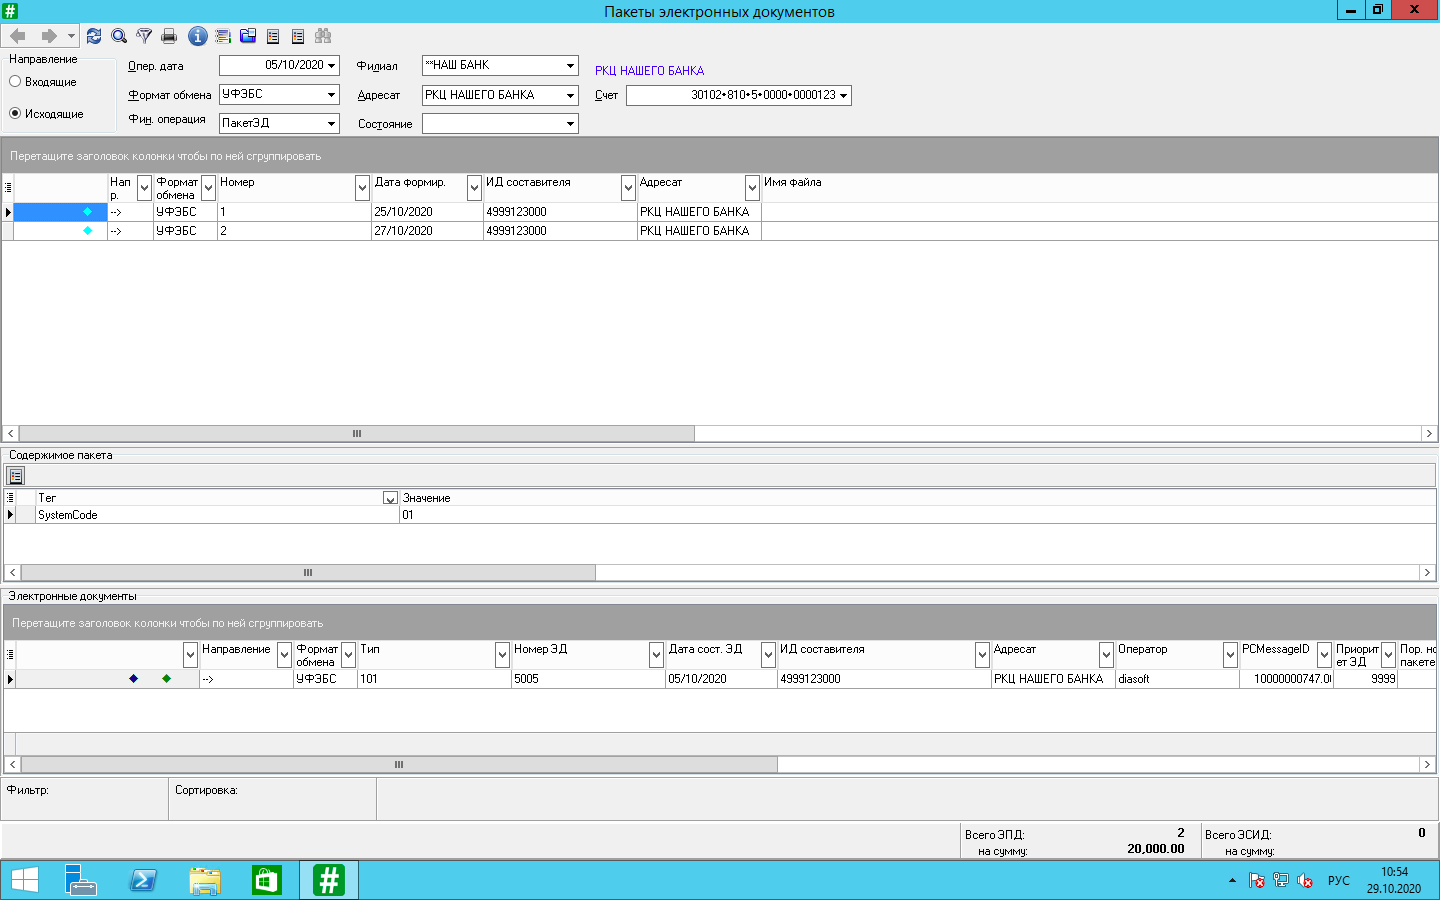 Пакеты электронных документов
Направление
Входящие
Исходящие
Опер. дата
05/10/2020
Формат обмена
УФЭБС
Фин. операция
ПакетЭД
Филиал
**НАШ БАНК
Адресат
РКЦ НАШЕГО БАНКА
Состояние
РКЦ НАШЕГО БАНКА
Счет
30102*810*5*0000*0000123
Перетащите заголовок колонки чтобы по ней сгруппировать
Нап р. Формат обмена Номер Дата формир. ИД составителя Адресат Имя файла
--> УФЭБС 1 25/10/2020 4999123000 РКЦ НАШЕГО БАНКА
--> УФЭБС 2 27/10/2020 4999123000 РКЦ НАШЕГО БАНКА
Содержимое пакета
Тег Значение
SystemCode 01
Электронные документы
Перетащите заголовок колонки чтобы по ней сгруппировать
Направление Формат обмена Тип Номер ЭД Дата сост. ЭД ИД составителя Адресат Оператор PCMessageID Приорит ет ЭД Пор. но пакете
--> УФЭБС 101 5005 05/10/2020 4999123000 РКЦ НАШЕГО БАНКА diasoft 10000000747.0 9999
Фильтр:
Сортировка:
Всего ЭПД: 2
на сумму: 20,000.00
Всего ЭСИД: 0
на сумму:
РУС
10:54
29.10.2020